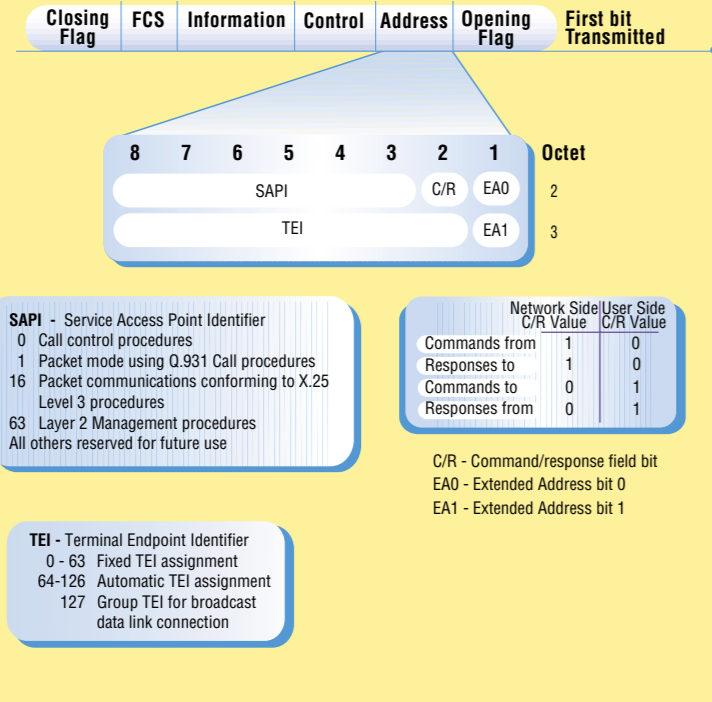 Closing Flag FCS Information Control Address Opening Flag First bit Transmitted
8 7 6 5 4 3 2 1 Octet
SAPI C/R EA0 2
TEI EA1 3
SAPI - Service Access Point Identifier
0 Call control procedures
1 Packet mode using Q.931 Call procedures
16 Packet communications conforming to X.25
Level 3 procedures
63 Layer 2 Management procedures
All others reserved for future use
Network Side User Side
C/R Value C/R Value
Commands from 1 0
Responses to 1 0
Commands to 0 1
Responses from 0 1
C/R - Command/response field bit
EA0 - Extended Address bit 0
EA1 - Extended Address bit 1
TEI - Terminal Endpoint Identifier
0 - 63 Fixed TEI assignment
64-126 Automatic TEI assignment
127 Group TEI for broadcast
data link connection